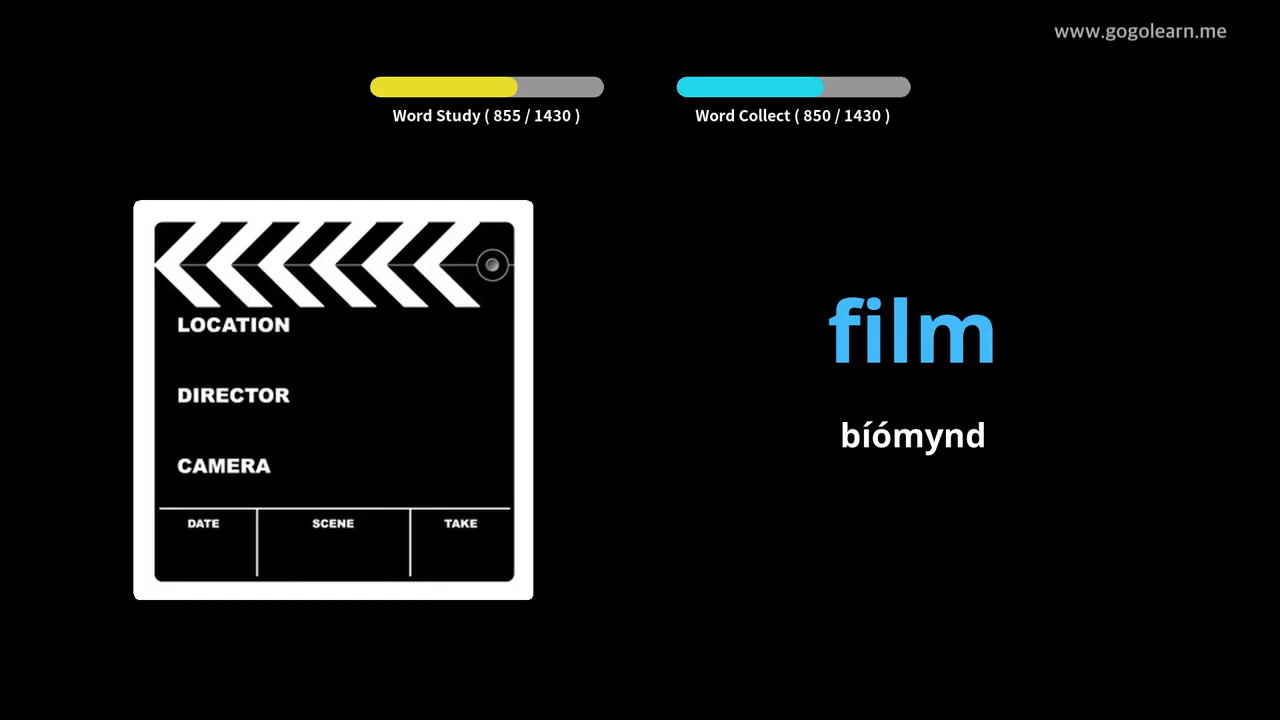 www.gogolearn.me
Word Study ( 855 / 1430 )
Word Collect ( 850 / 1430 )
LOCATION
DIRECTOR
CAMERA
DATE
SCENE
TAKE
film
bíómynd